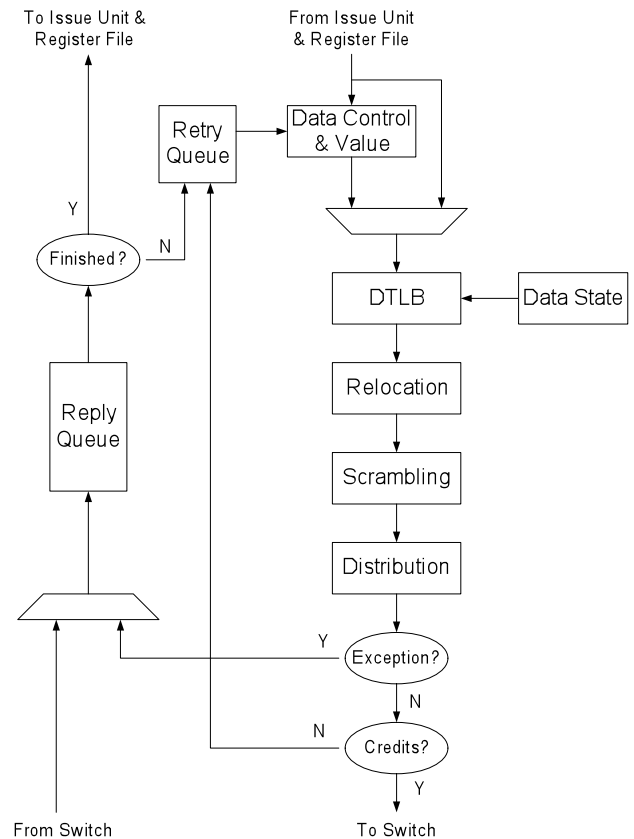 To Issue Unit &
Register File
From Issue Unit
& Register File
Retry
Queue
Data Control
& Value
Y
Finished?
N
DTLB
Data State
Relocation
Reply
Queue
Scrambling
Distribution
Y
Exception?
N
N
Credits?
Y
From Switch
To Switch